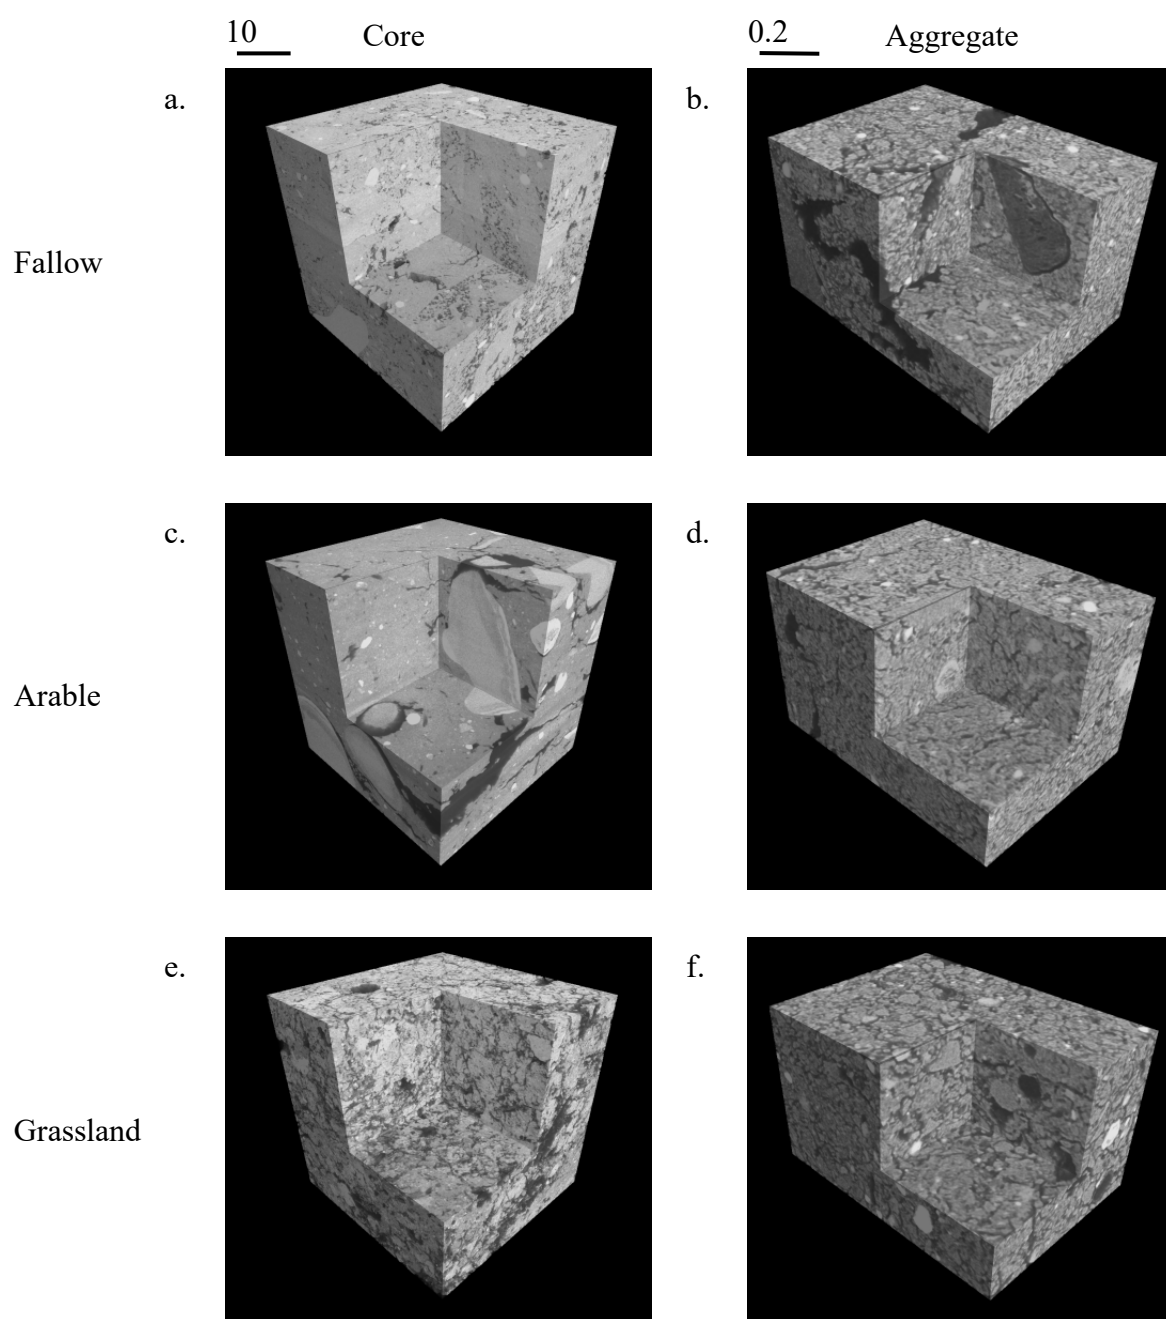 10 Core 0.2 Aggregate
a. b.
Fallow
c. d.
Arable
e. f.
Grassland